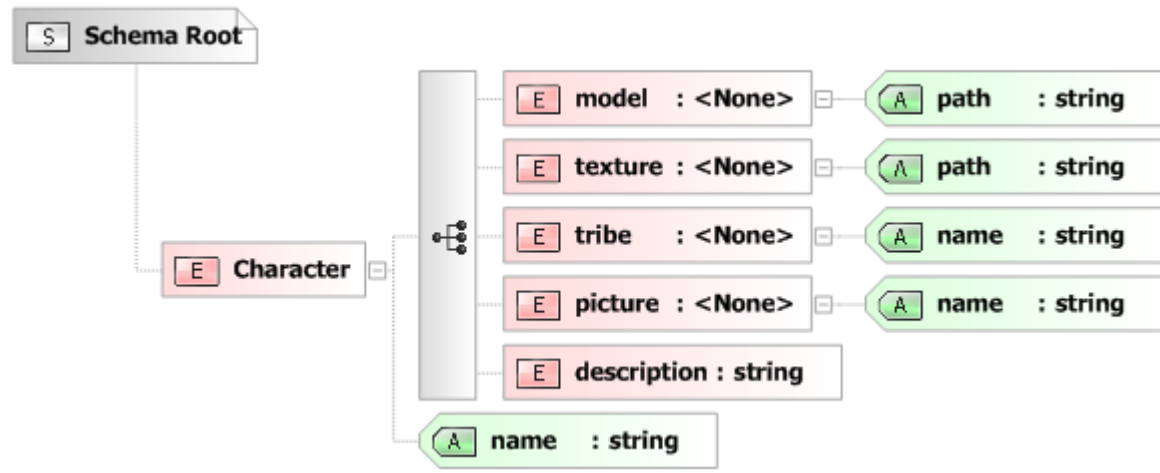 S Schema Root
E model : <None> A path : string
E texture : <None> A path : string
E tribe : <None> A name : string
E Character
E picture : <None> A name : string
E description : string
A name : string